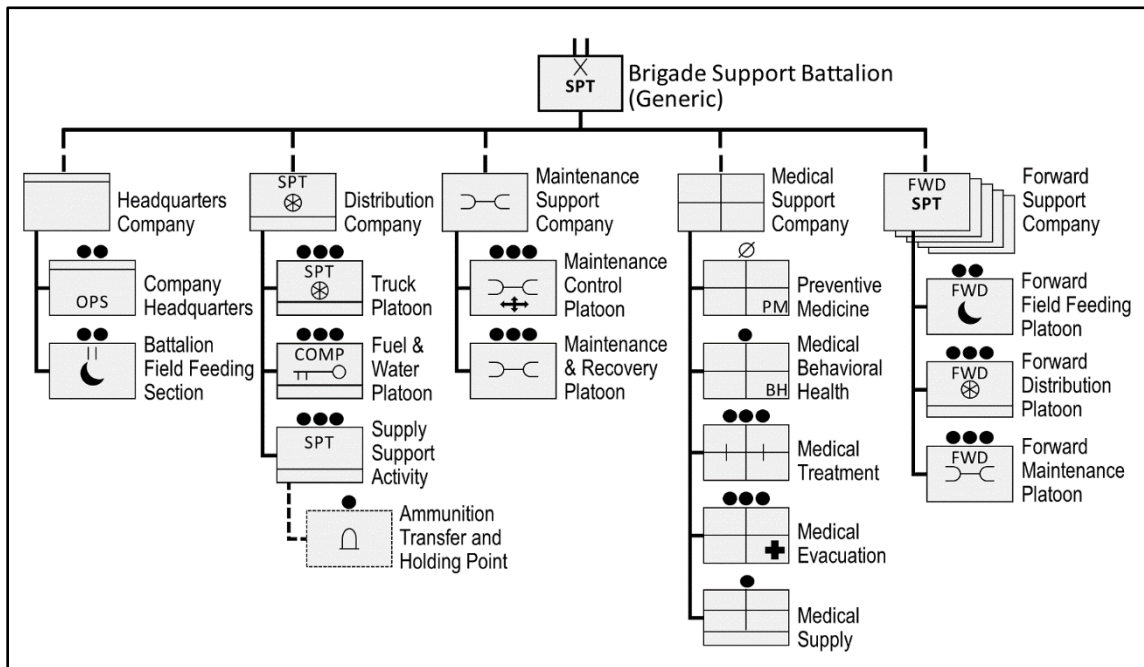 SPT
Brigade Support Battalion
(Generic)
Headquarters
Company
OPS
Company
Headquarters
Battalion
Field Feeding
Section
SPT
Distribution
Company
SPT
Truck
Platoon
COMP
Fuel &
Water
Platoon
SPT
Supply
Support
Activity
Ammunition
Transfer and
Holding Point
Maintenance
Support
Company
Maintenance
Control
Platoon
Maintenance
& Recovery
Platoon
Medical
Support
Company
PM
Preventive
Medicine
BH
Medical
Behavioral
Health
Medical
Treatment
Medical
Evacuation
Medical
Supply
FWD
SPT
Forward
Support
Company
FWD
Forward
Field Feeding
Platoon
FWD
Forward
Distribution
Platoon
FWD
Forward
Maintenance
Platoon